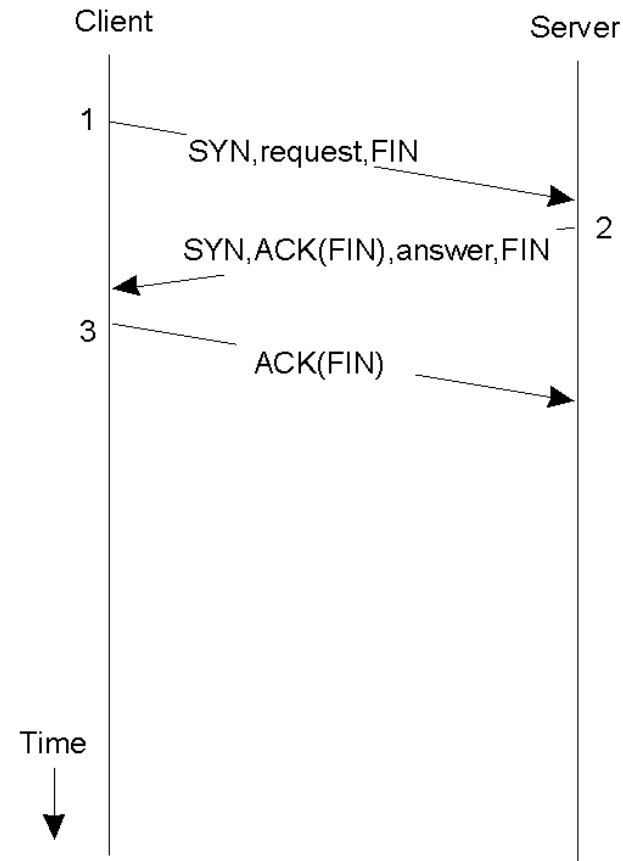 Client
Server
1
SYN,request,FIN
2
SYN,ACK(FIN),answer,FIN
3
ACK(FIN)
Time